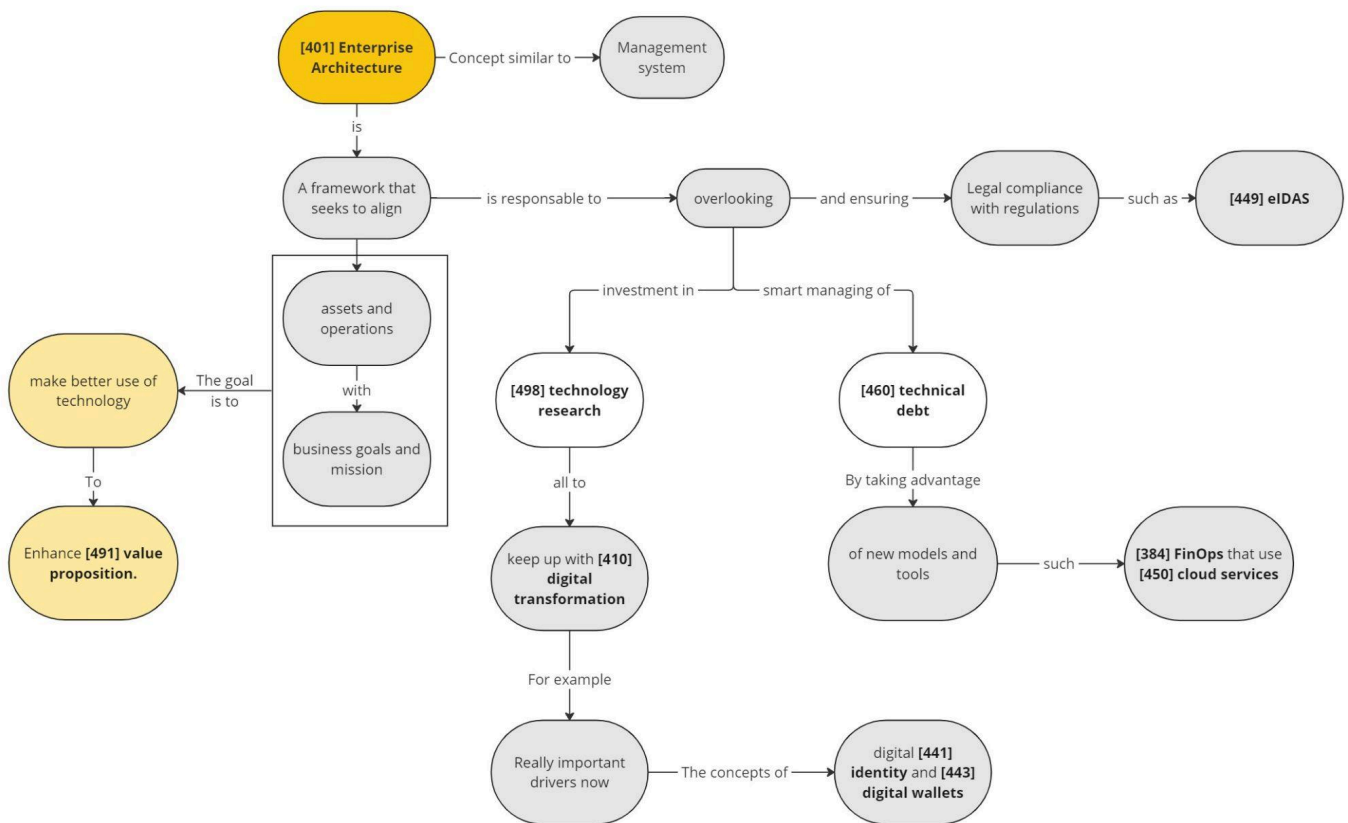 [401] Enterprise
Architecture
Concept similar to
Management
system
is
A framework that
seeks to align
is responsable to
overlooking
and ensuring
Legal compliance
with regulations
such as
[449] eIDAS
assets and
operations
with
business goals and
mission
The goal
is to
make better use of
technology
To
Enhance [491] value
proposition.
investment in
smart managing of
[498] technology
research
[460] technical
debt
all to
By taking advantage
keep up with [410]
digital
transformation
of new models and
tools
such
[384] FinOps that use
[450] cloud services
For example
Really important
drivers now
The concepts of
digital [441]
identity and [443]
digital wallets